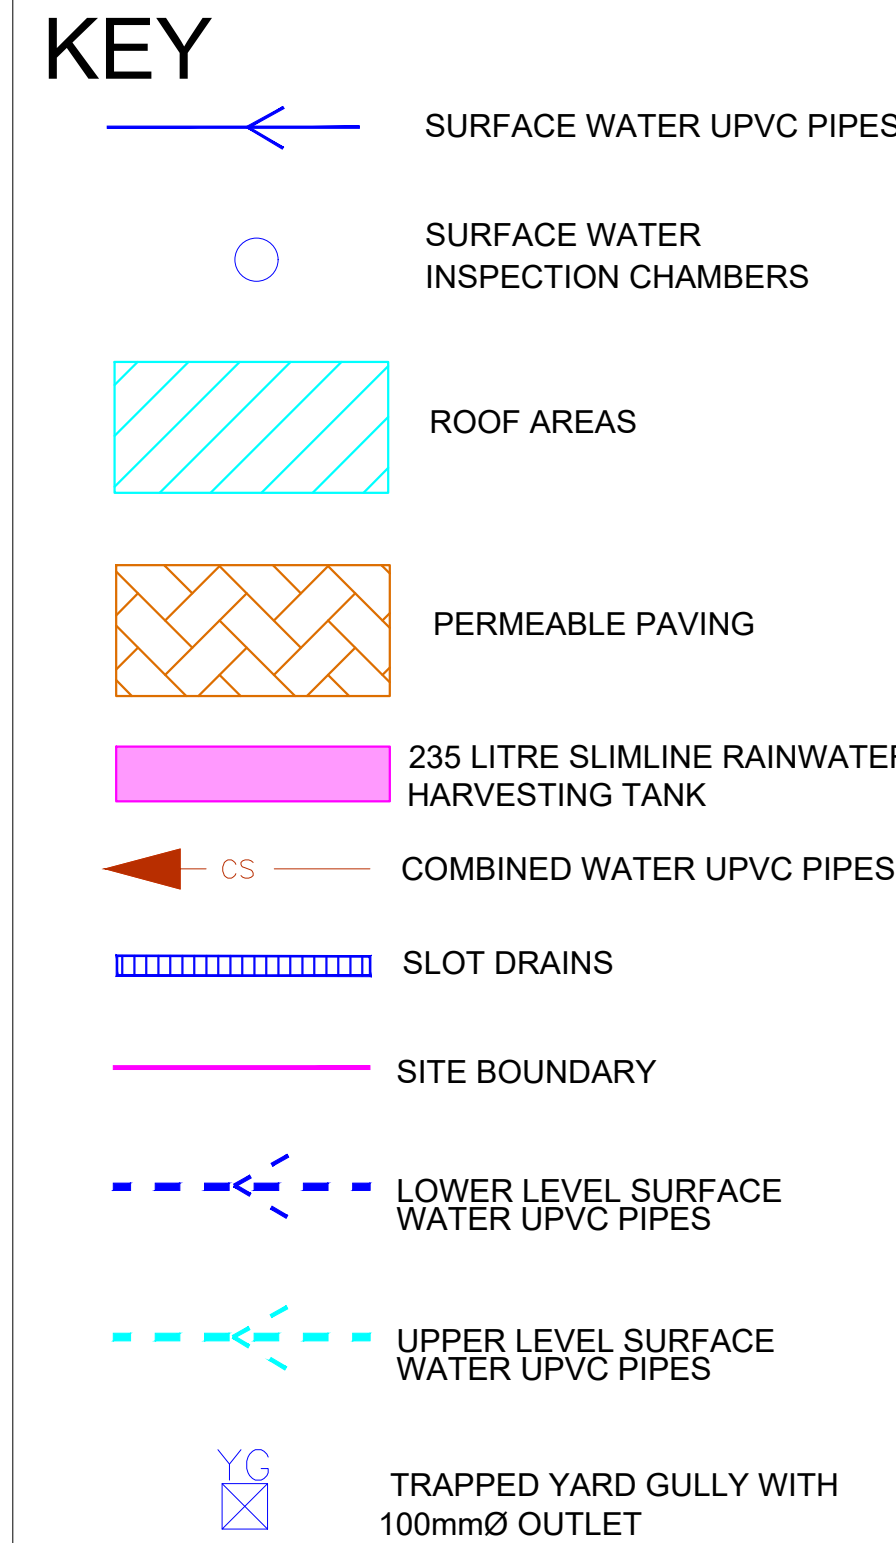 KEY
SURFACE WATER UPVC PIPES
SURFACE WATER
INSPECTION CHAMBERS
ROOF AREAS
PERMEABLE PAVING
235 LITRE SLIMLINE RAINWATER
HARVESTING TANK
CS
COMBINED WATER UPVC PIPES
SLOT DRAINS
SITE BOUNDARY
LOWER LEVEL SURFACE
WATER UPVC PIPES
UPPER LEVEL SURFACE
WATER UPVC PIPES
YG
TRAPPED YARD GULLY WITH
100mmØ OUTLET